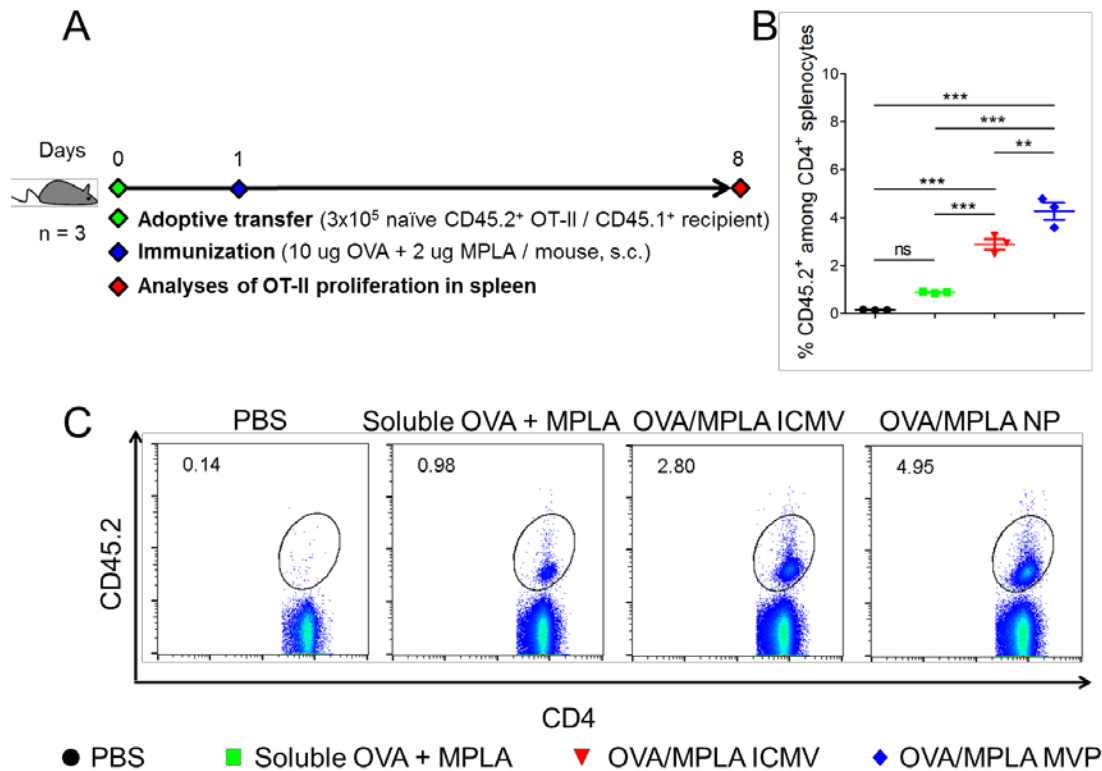 A
Days
0 1 8
n = 3
Adoptive transfer (3x10⁵ naïve CD45.2⁺ OT-II / CD45.1⁺ recipient)
Immunization (10 ug OVA + 2 ug MPLA / mouse, s.c.)
Analyses of OT-II proliferation in spleen
B
% CD45.2⁺ among CD4⁺ splenocytes
10
8
6
4
2
0
***
***
**
***
***
ns
C
PBS Soluble OVA + MPLA OVA/MPLA ICMV OVA/MPLA NP
0.14 0.98 2.80 4.95
CD45.2
CD4
PBS Soluble OVA + MPLA OVA/MPLA ICMV OVA/MPLA MVP